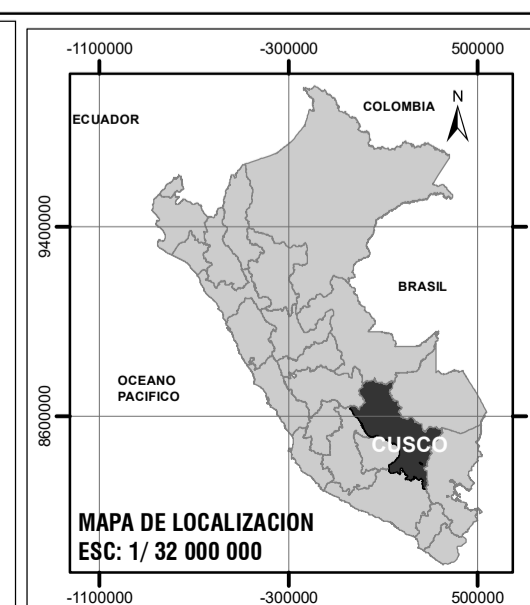 -1100000
-300000
500000
ECUADOR
COLOMBIA
N
9400000
BRASIL
OCEANO
PACIFICO
8600000
CUSCO
MAPA DE LOCALIZACION
ESC: 1/ 32 000 000
-1100000
-300000
500000